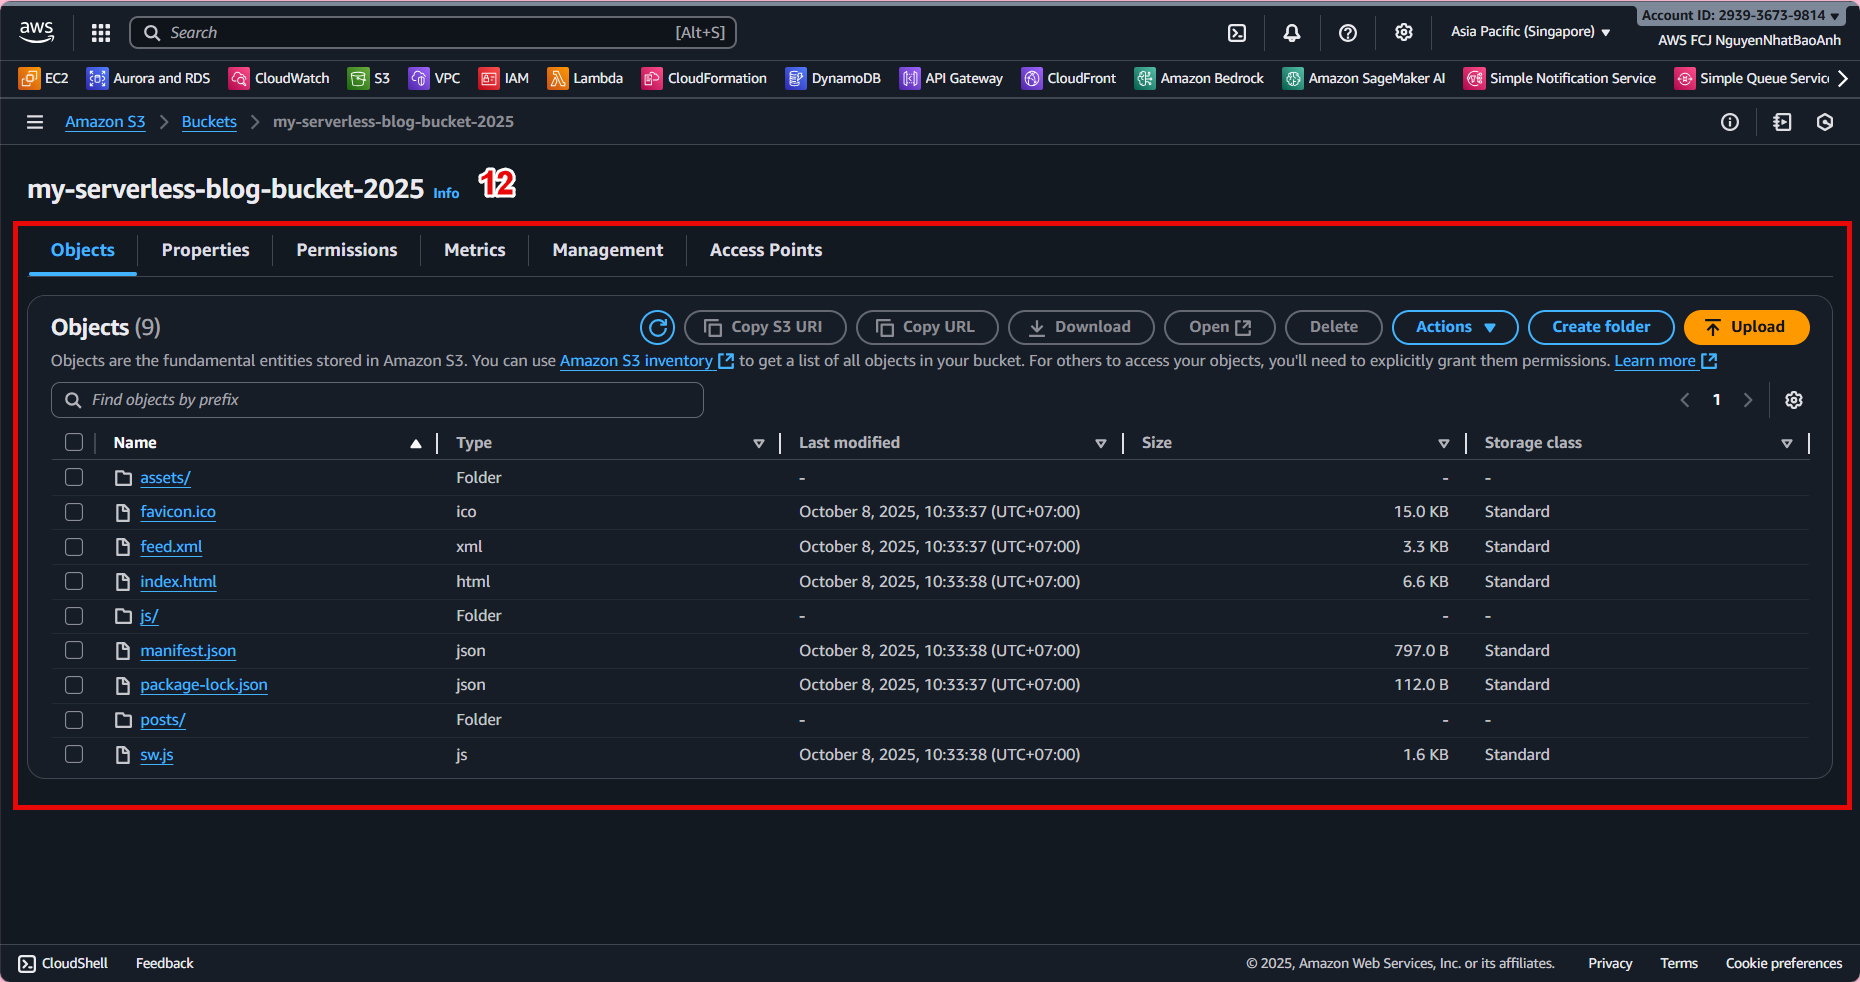 aws
Search [Alt+S]
Asia Pacific (Singapore)
Account ID: 2939-3673-9814
AWS FCJ NguyenNhatBaoAnh
EC2 Aurora and RDS CloudWatch S3 VPC IAM Lambda CloudFormation DynamoDB API Gateway CloudFront Amazon Bedrock Amazon SageMaker AI Simple Notification Service Simple Queue Servic
Amazon S3 Buckets my-serverless-blog-bucket-2025
my-serverless-blog-bucket-2025 Info 12
Objects Properties Permissions Metrics Management Access Points
Objects (9) Copy S3 URI Copy URL Download Open Delete Actions Create folder Upload
Objects are the fundamental entities stored in Amazon S3. You can use Amazon S3 inventory to get a list of all objects in your bucket. For others to access your objects, you'll need to explicitly grant them permissions. Learn more
Find objects by prefix 1
Name Type Last modified Size Storage class
assets/ Folder - - -
favicon.ico ico October 8, 2025, 10:33:37 (UTC+07:00) 15.0 KB Standard
feed.xml xml October 8, 2025, 10:33:37 (UTC+07:00) 3.3 KB Standard
index.html html October 8, 2025, 10:33:38 (UTC+07:00) 6.6 KB Standard
js/ Folder - - -
manifest.json json October 8, 2025, 10:33:38 (UTC+07:00) 797.0 B Standard
package-lock.json json October 8, 2025, 10:33:37 (UTC+07:00) 112.0 B Standard
posts/ Folder - - -
sw.js js October 8, 2025, 10:33:38 (UTC+07:00) 1.6 KB Standard
CloudShell Feedback © 2025, Amazon Web Services, Inc. or its affiliates. Privacy Terms Cookie preferences